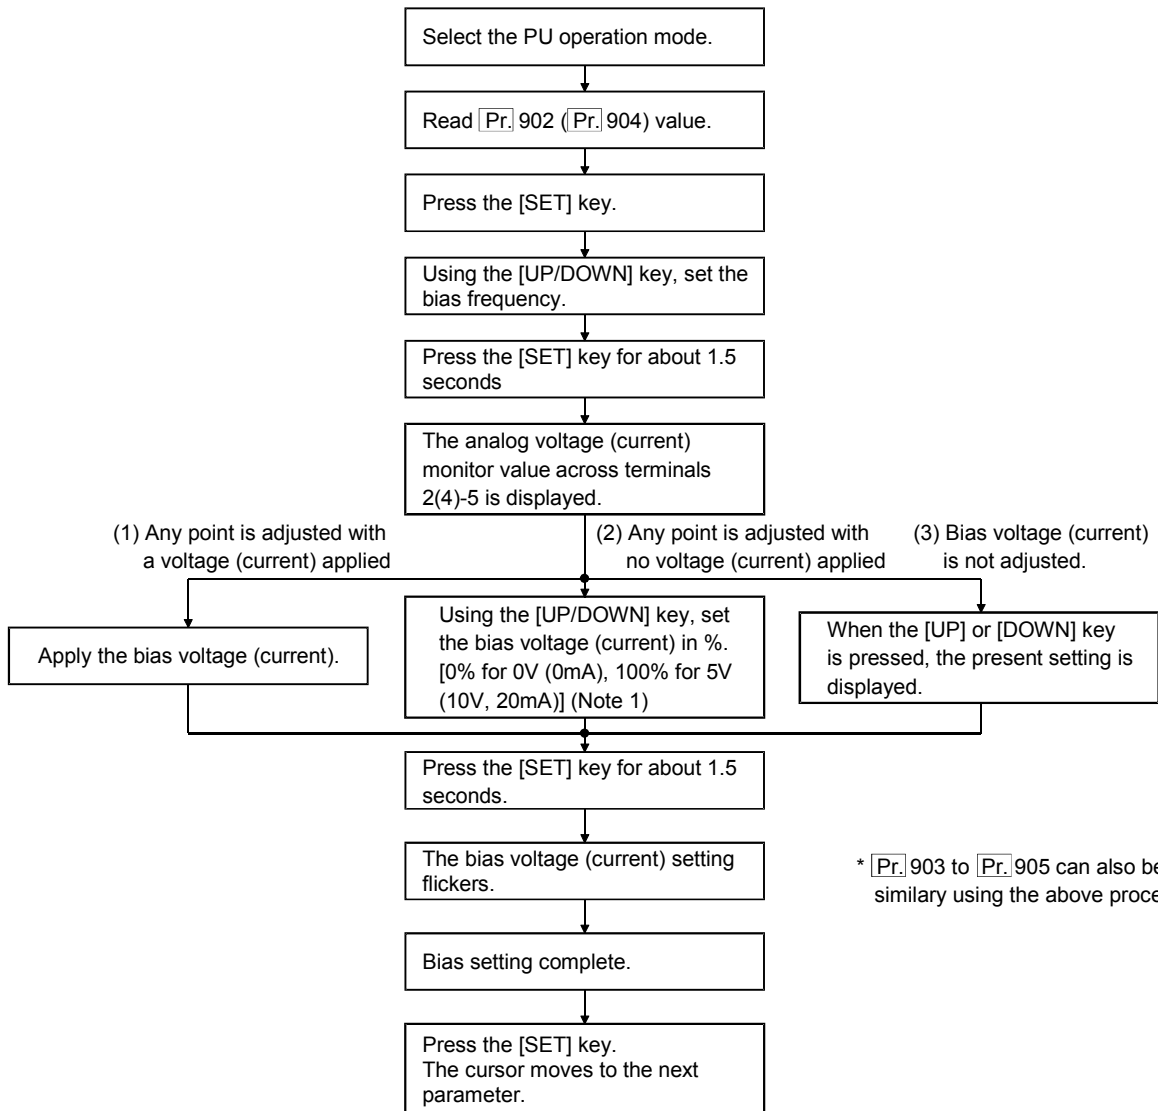 Select the PU operation mode.
Read Pr. 902 (Pr. 904) value.
Press the [SET] key.
Using the [UP/DOWN] key, set the
bias frequency.
Press the [SET] key for about 1.5
seconds
The analog voltage (current)
monitor value across terminals
2(4)-5 is displayed.
(1) Any point is adjusted with
a voltage (current) applied
(2) Any point is adjusted with
no voltage (current) applied
(3) Bias voltage (current)
is not adjusted.
Apply the bias voltage (current).
Using the [UP/DOWN] key, set
the bias voltage (current) in %.
[0% for 0V (0mA), 100% for 5V
(10V, 20mA)] (Note 1)
When the [UP] or [DOWN] key
is pressed, the present setting is
displayed.
Press the [SET] key for about 1.5
seconds.
The bias voltage (current) setting
flickers.
* Pr. 903 to Pr. 905 can also be
similary using the above proce
Bias setting complete.
Press the [SET] key.
The cursor moves to the next
parameter.